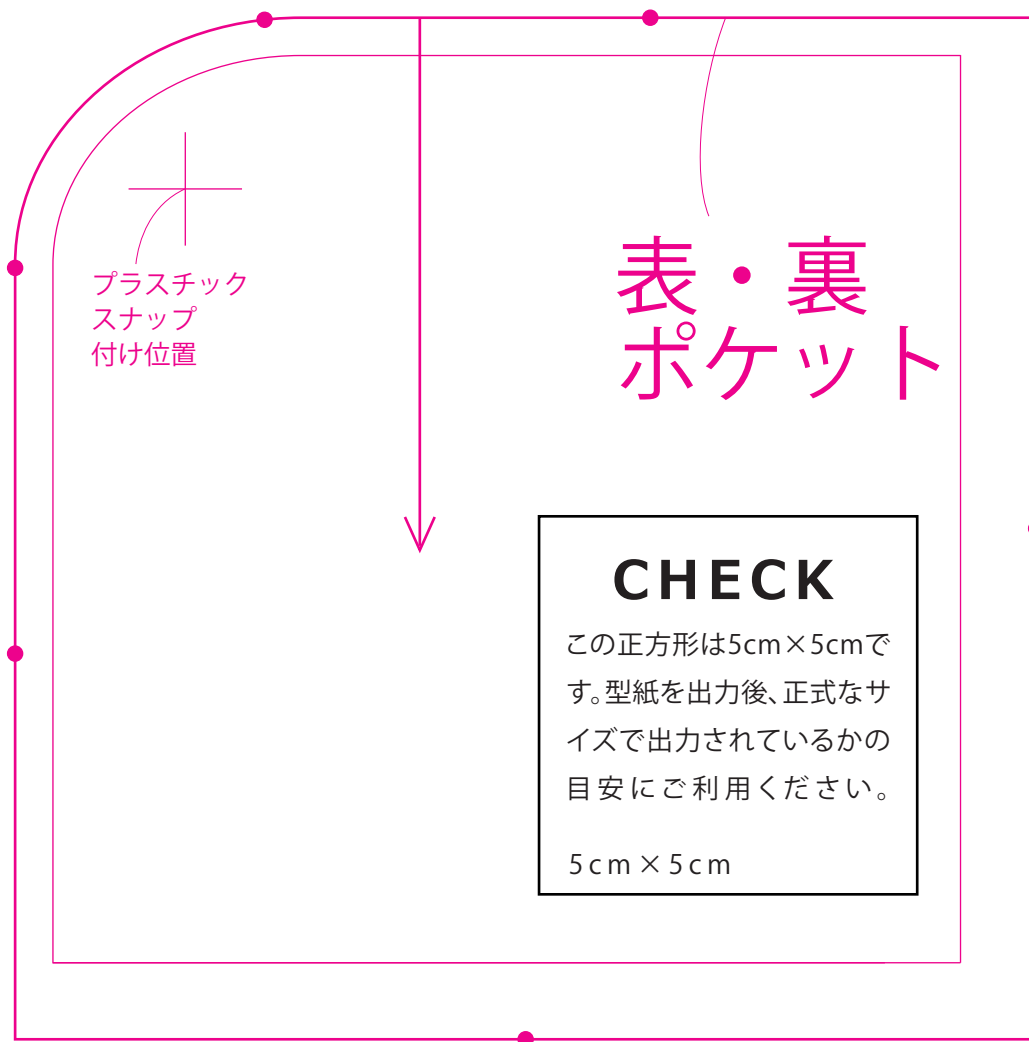 表・裏
ポケット
プラスチック
スナップ
付け位置
CHECK
この正方形は5cm×5cmで
す。型紙を出力後、正式なサ
イズで出力されているかの
目安にご利用ください。
5cm×5cm